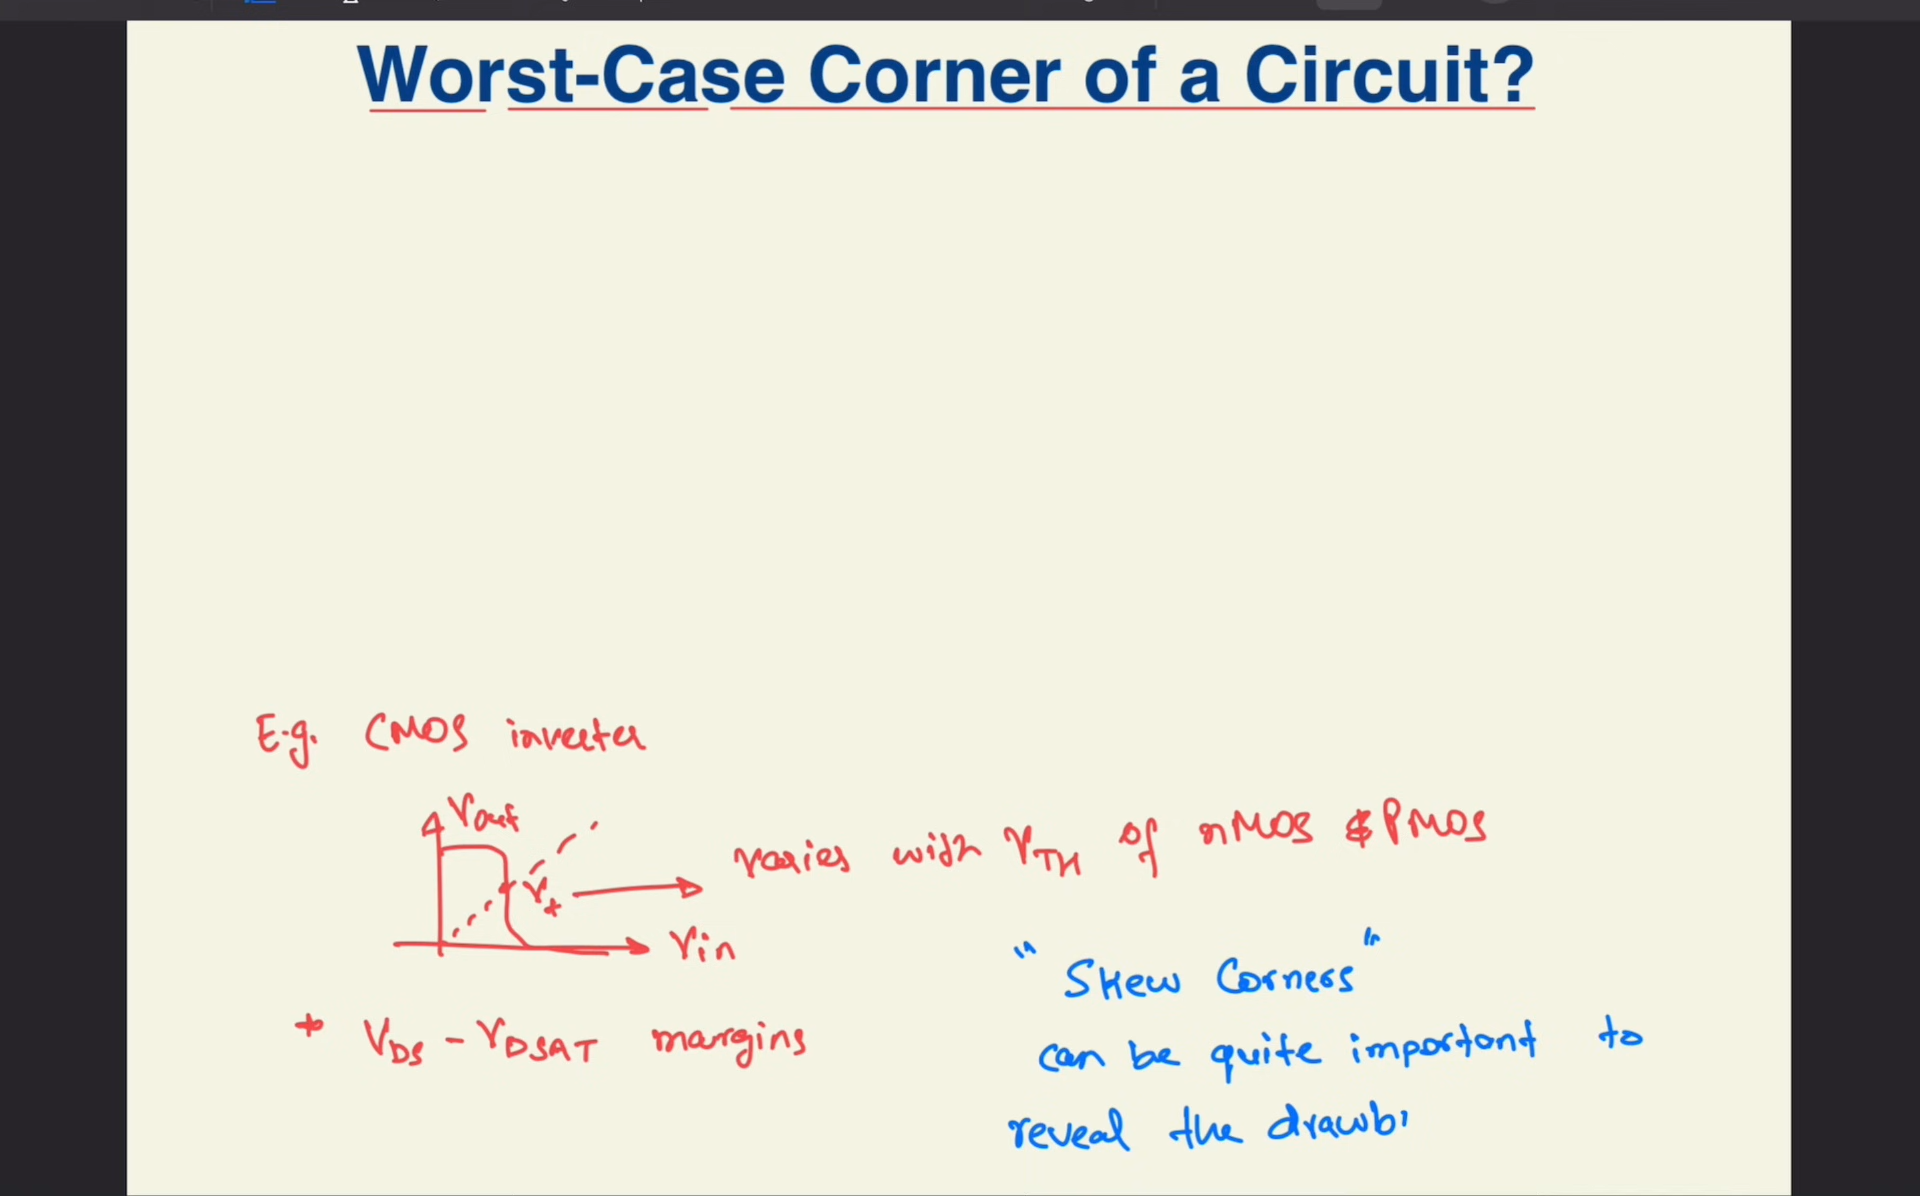 Worst-Case Corner of a Circuit?
E.g. CMOS inverter
Vout
varies with VTH of nMOS & PMOS
V*
Vin
"Skew Corners"
* VDS - VDSAT margins
can be quite important to
reveal the drawb